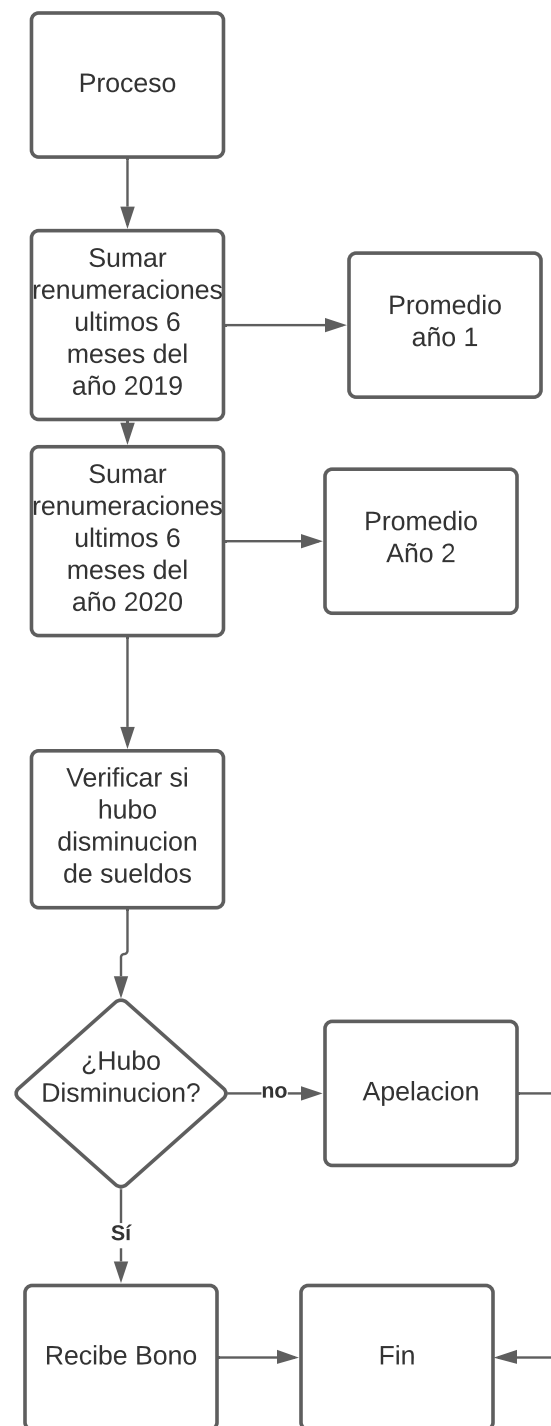 Proceso
Sumar
renumeraciones
ultimos 6
meses del
año 2019
Promedio
año 1
Sumar
renumeraciones
ultimos 6
meses del
año 2020
Promedio
Año 2
Verificar si
hubo
disminucion
de sueldos
¿Hubo
Disminucion?
no
Apelacion
Sí
Recibe Bono
Fin